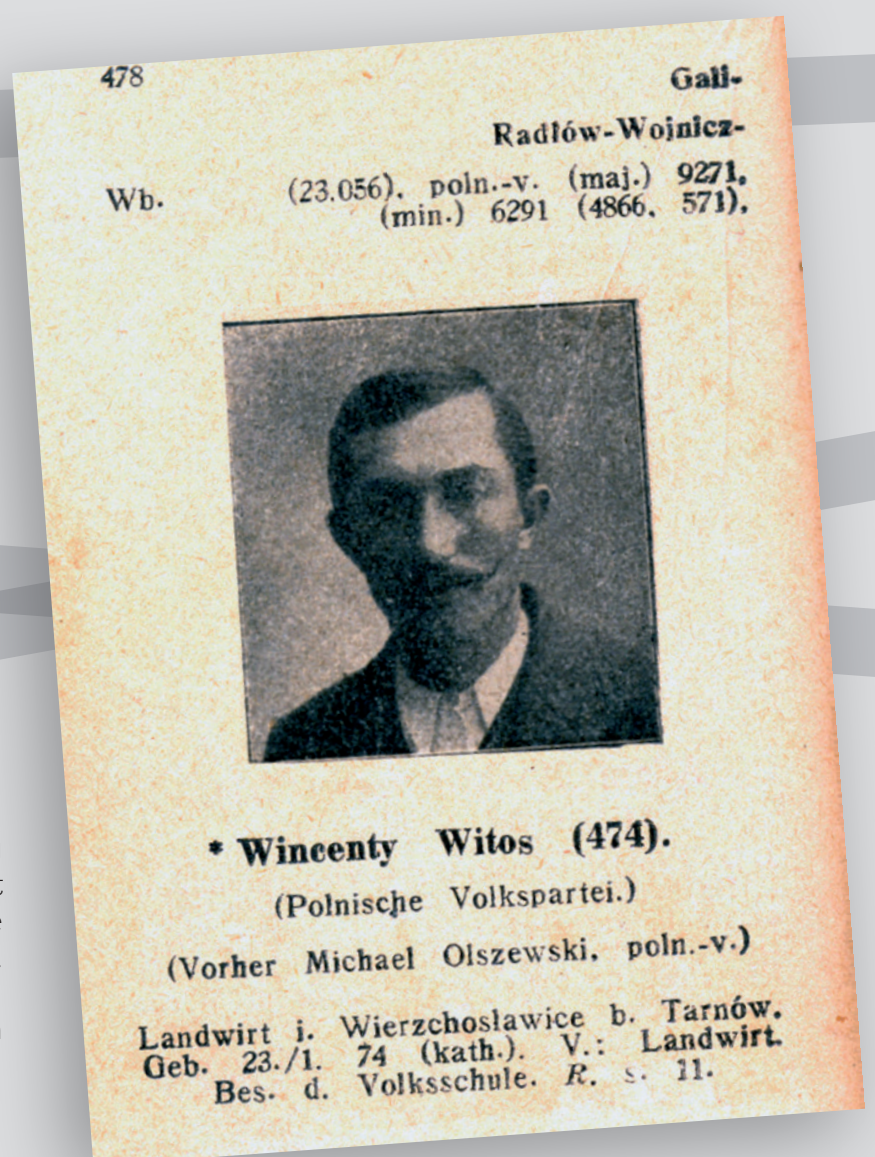 478
Gali-
Radłów-Wojnicz-
Wb. (23.056), poln.-v. (maj.) 9271,
(min.) 6291 (4866, 571),
* Wincenty Witos (474).
(Polnische Volkspartei.)
(Vorher Michael Olszewski, poln.-v.)
Landwirt i. Wierzchosławice b. Tarnów.
Geb. 23./1. 74 (kath.). V.: Landwirt.
Bes. d. Volksschule. R. s. 11.